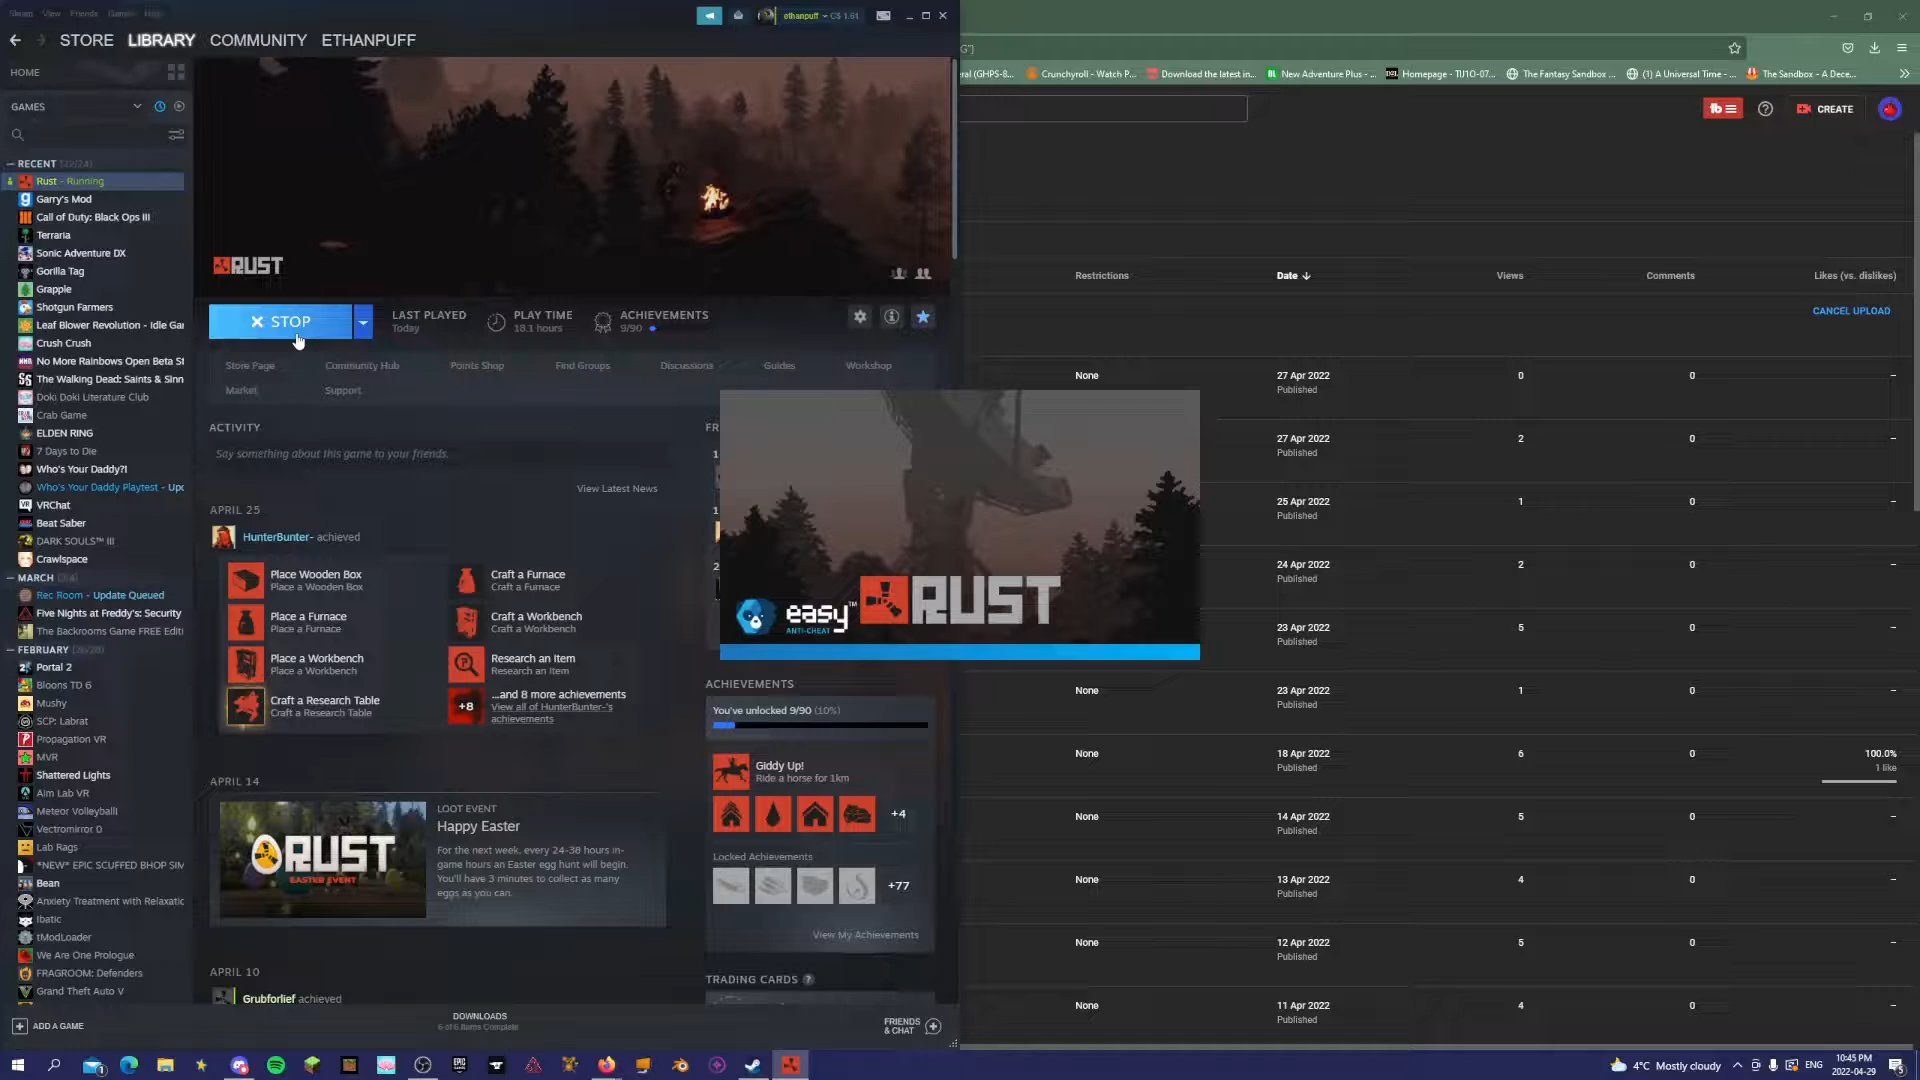 Steam View Friends Games Help
ethanpuff C$ 1.61
STORE LIBRARY COMMUNITY ETHANPUFF
HOME
GAMES
RECENT (22/24)
Rust - Running
Garry's Mod
Call of Duty: Black Ops III
Terraria
Sonic Adventure DX
Gorilla Tag
Grapple
Shotgun Farmers
Leaf Blower Revolution - Idle Gar
Crush Crush
No More Rainbows Open Beta St
The Walking Dead: Saints & Sinn
Doki Doki Literature Club
Crab Game
ELDEN RING
7 Days to Die
Who's Your Daddy?!
Who's Your Daddy Playtest - Upd
VRChat
Beat Saber
DARK SOULS™ III
Crawlspace
MARCH
Rec Room - Update Queued
Five Nights at Freddy's: Security
The Backrooms Game FREE Editi
FEBRUARY
Portal 2
Bloons TD 6
Mushy
SCP: Labrat
Propagation VR
MVR
Shattered Lights
Aim Lab VR
Meteor Volleyball!
Vectromirror 0
Lab Rags
*NEW* EPIC SCUFFED BHOP SIM
Bean
Anxiety Treatment with Relaxatic
Ibatic
tModLoader
We Are One Prologue
FRAGROOM: Defenders
Grand Theft Auto V
ADD A GAME
RUST
STOP
LAST PLAYED
Today
PLAY TIME
18.1 hours
ACHIEVEMENTS
9/90
Store Page Community Hub Points Shop Find Groups Discussions Guides Workshop
Market Support
ACTIVITY
Say something about this game to your friends.
View Latest News
APRIL 25
HunterBunter- achieved
Place Wooden Box
Place a Wooden Box
Craft a Furnace
Craft a Furnace
Place a Furnace
Place a Furnace
Craft a Workbench
Craft a Workbench
Place a Workbench
Place a Workbench
Research an Item
Research an Item
Craft a Research Table
Craft a Research Table
+8
...and 8 more achievements
View all of HunterBunter-'s
achievements
APRIL 14
RUST
EASTER EVENT
LOOT EVENT
Happy Easter
For the next week, every 24-38 hours in-
game hours an Easter egg hunt will begin.
You'll have 3 minutes to collect as many
eggs as you can.
APRIL 10
Grubforlief achieved
DOWNLOADS
6 of 6 Items Complete
FR
easy™
ANTI-CHEAT
RUST
ACHIEVEMENTS
You've unlocked 9/90 (10%)
Giddy Up!
Ride a horse for 1km
+4
Locked Achievements
+77
View My Achievements
TRADING CARDS ?
FRIENDS
& CHAT
G"]
eral (GHPS-8... Crunchyroll - Watch P... Download the latest in... New Adventure Plus - ... Homepage - TU1O-07... The Fantasy Sandbox ... (1) A Universal Time - ... The Sandbox - A Dece...
CREATE
Restrictions Date Views Comments Likes (vs. dislikes)
CANCEL UPLOAD
None 27 Apr 2022 0 0 –
Published
27 Apr 2022 2 0 –
Published
25 Apr 2022 1 0 –
Published
24 Apr 2022 2 0 –
Published
23 Apr 2022 5 0 –
Published
None 23 Apr 2022 1 0 –
Published
None 18 Apr 2022 6 0 100.0%
Published 1 like
None 14 Apr 2022 5 0 –
Published
None 13 Apr 2022 4 0 –
Published
None 12 Apr 2022 5 0 –
Published
None 11 Apr 2022 4 0 –
Published
4°C Mostly cloudy
ENG
10:45 PM
2022-04-29